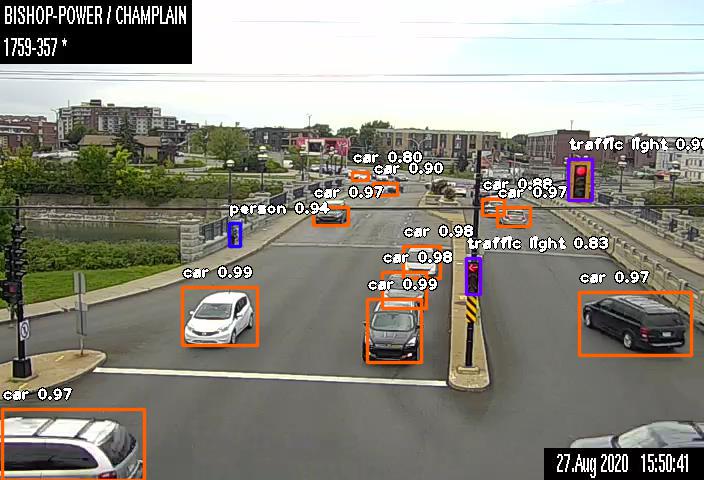 BISHOP-POWER / CHAMPLAIN
1759-357 *
traffic light 0.90
car 0.80
car 0.90
car 0.88
car 0.97
car 0.97
person 0.94
car 0.98
traffic light 0.83
car 0.98
car 0.99
car 0.99
car 0.97
car 0.97
27.Aug 2020 15:50:41